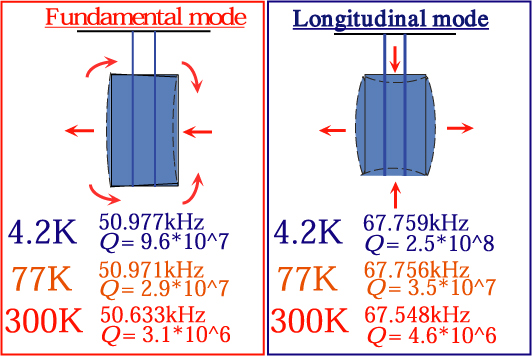 Fundamental mode
4.2K
50.977kHz
Q= 9.6*10^7
77K
50.971kHz
Q= 2.9*10^7
300K
50.633kHz
Q= 3.1*10^6
Longitudinal mode
4.2K
67.759kHz
Q= 2.5*10^8
77K
67.756kHz
Q= 3.5*10^7
300K
67.548kHz
Q= 4.6*10^6